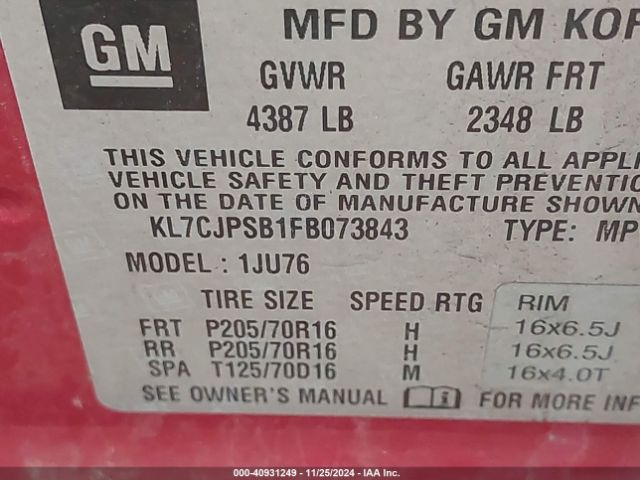 GM
MFD BY GM KOR
GVWR GAWR FRT
4387 LB 2348 LB
THIS VEHICLE CONFORMS TO ALL APPLI
VEHICLE SAFETY AND THEFT PREVENTIO
ON THE DATE OF MANUFACTURE SHOWN
KL7CJPSB1FB073843 TYPE: MP
MODEL : 1JU76
TIRE SIZE SPEED RTG RIM
FRT P205/70R16 H 16x6.5J
RR P205/70R16 H 16x6.5J
SPA T125/70D16 M 16x4.0T
SEE OWNER'S MANUAL i FOR MORE INF
000-40931249 - 11/25/2024 - IAA Inc.